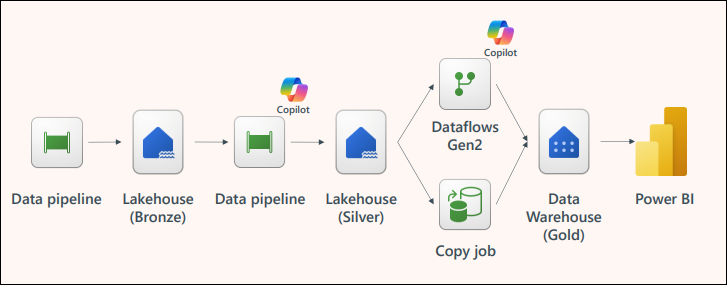 Copilot
Copilot
Dataflows
Gen2
Data pipeline
Lakehouse
(Bronze)
Data pipeline
Lakehouse
(Silver)
Copy job
Data
Warehouse
(Gold)
Power BI